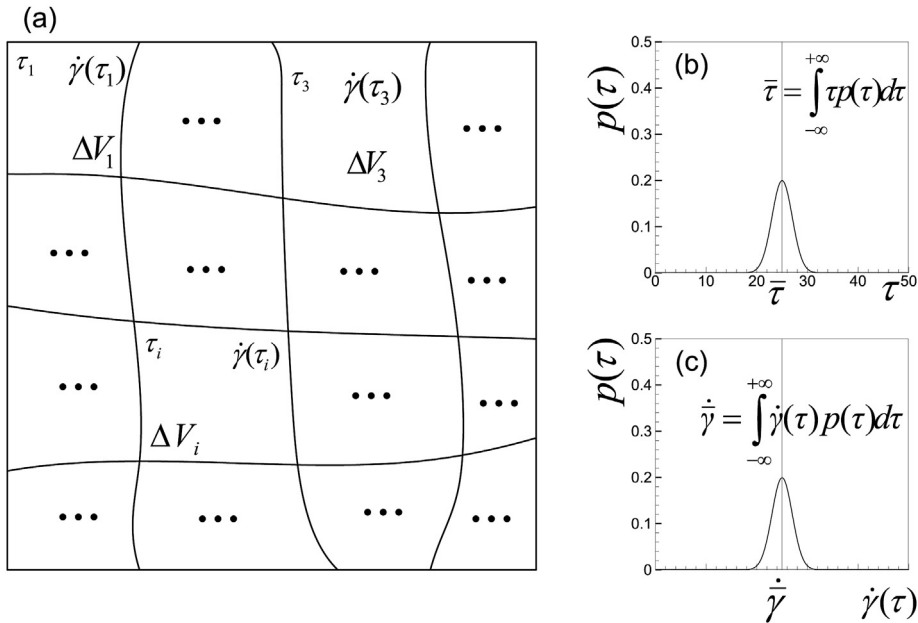 (a)
τ₁ γ̇(τ₁)
τ₃ γ̇(τ₃)
•••
•••
ΔV₁
ΔV₃
•••
•••
•••
•••
τᵢ γ̇(τᵢ)
•••
•••
•••
ΔVᵢ
•••
•••
•••
•••
(b)
p(τ)
0.5
0.4
0.3
0.2
0.1
0
τ̅ = ∫_{-∞}^{+∞} τp(τ)dτ
0 10 20 30 40 50
τ̅
τ
(c)
p(τ)
0.5
0.4
0.3
0.2
0.1
0
γ̅̇ = ∫_{-∞}^{+∞} γ̇(τ)p(τ)dτ
γ̅̇
γ̇(τ)